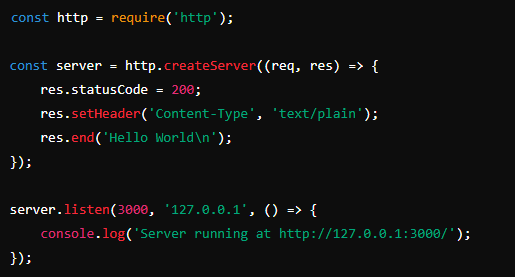 const http = require('http');

const server = http.createServer((req, res) => {
    res.statusCode = 200;
    res.setHeader('Content-Type', 'text/plain');
    res.end('Hello World\n');
});

server.listen(3000, '127.0.0.1', () => {
    console.log('Server running at http://127.0.0.1:3000/');
});